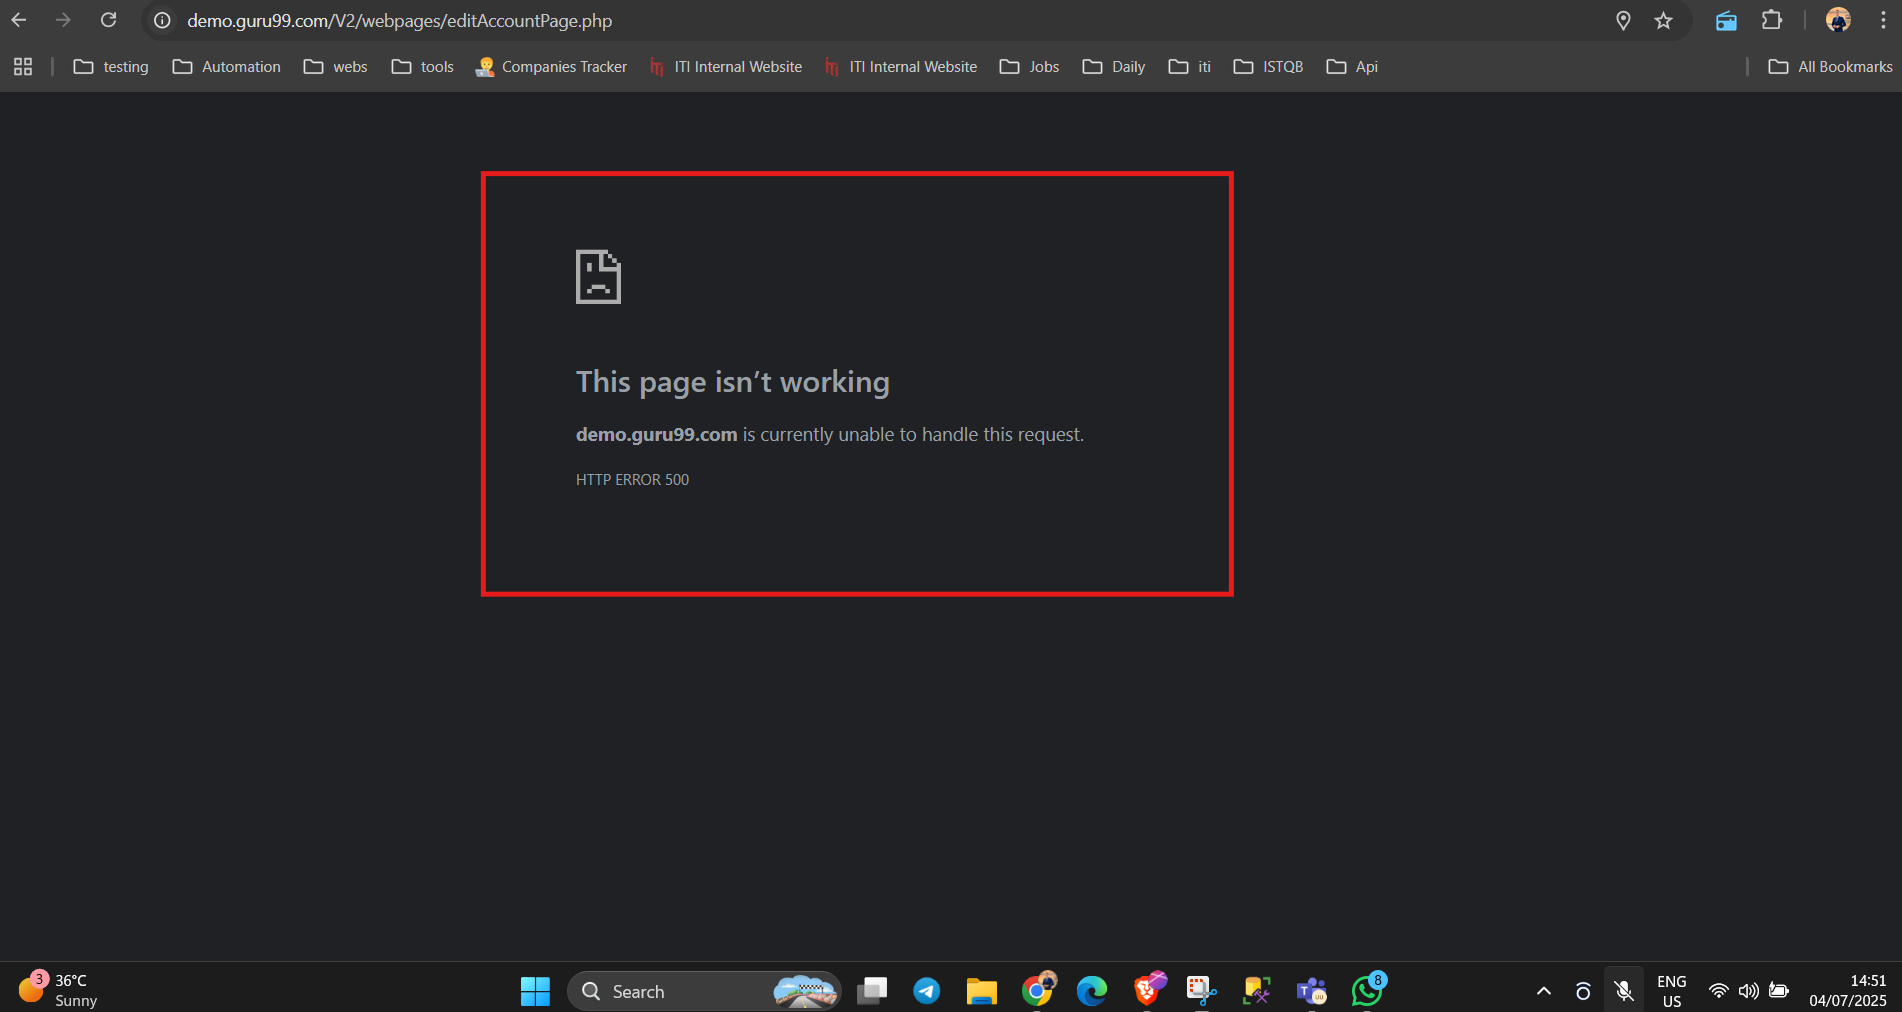 demo.guru99.com/V2/webpages/editAccountPage.php
testing Automation webs tools Companies Tracker ITI Internal Website ITI Internal Website Jobs Daily iti ISTQB Api All Bookmarks
This page isn’t working
demo.guru99.com is currently unable to handle this request.
HTTP ERROR 500
3 36°C
Sunny
Search
8
ENG
US
14:51
04/07/2025